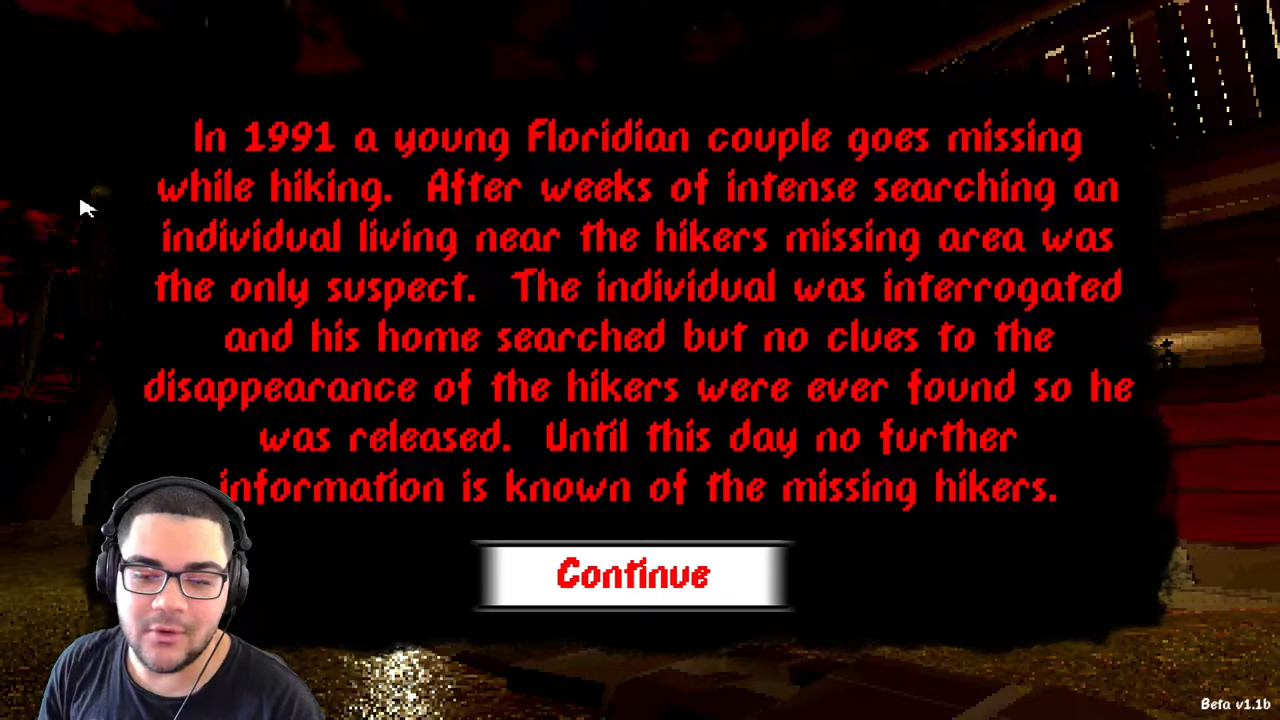 In 1991 a young Floridian couple goes missing
while hiking. After weeks of intense searching an
individual living near the hikers missing area was
the only suspect. The individual was interrogated
and his home searched but no clues to the
disappearance of the hikers were ever found so he
was released. Until this day no further
information is known of the missing hikers.
Continue
Beta v1.1b